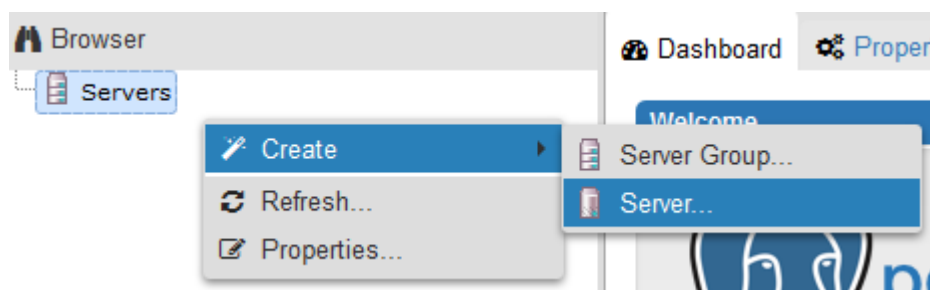 Browser
Dashboard
Proper
Servers
Welcome
Create
Server Group...
Refresh...
Server...
Properties...